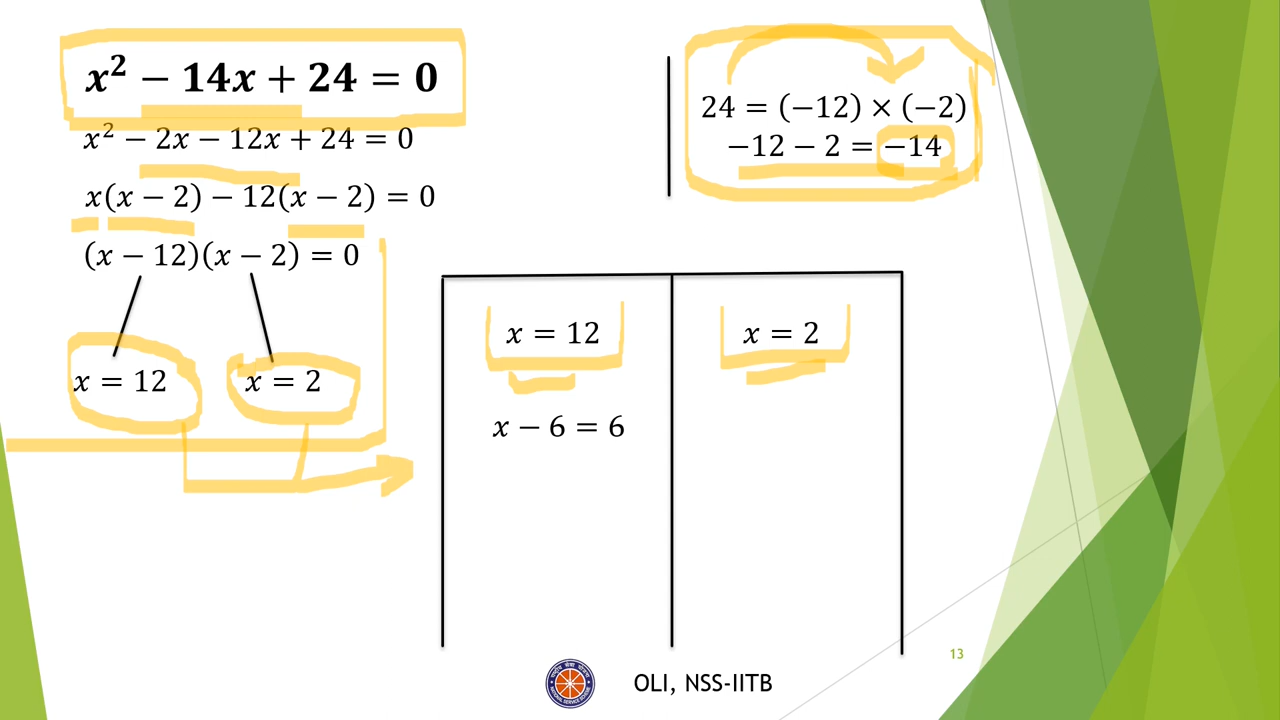 x² − 14x + 24 = 0
x² − 2x − 12x + 24 = 0
x(x − 2) − 12(x − 2) = 0
(x − 12)(x − 2) = 0
x = 12
x = 2
24 = (−12) × (−2)
−12 − 2 = −14
x = 12
x − 6 = 6
x = 2
13
OLI, NSS-IITB